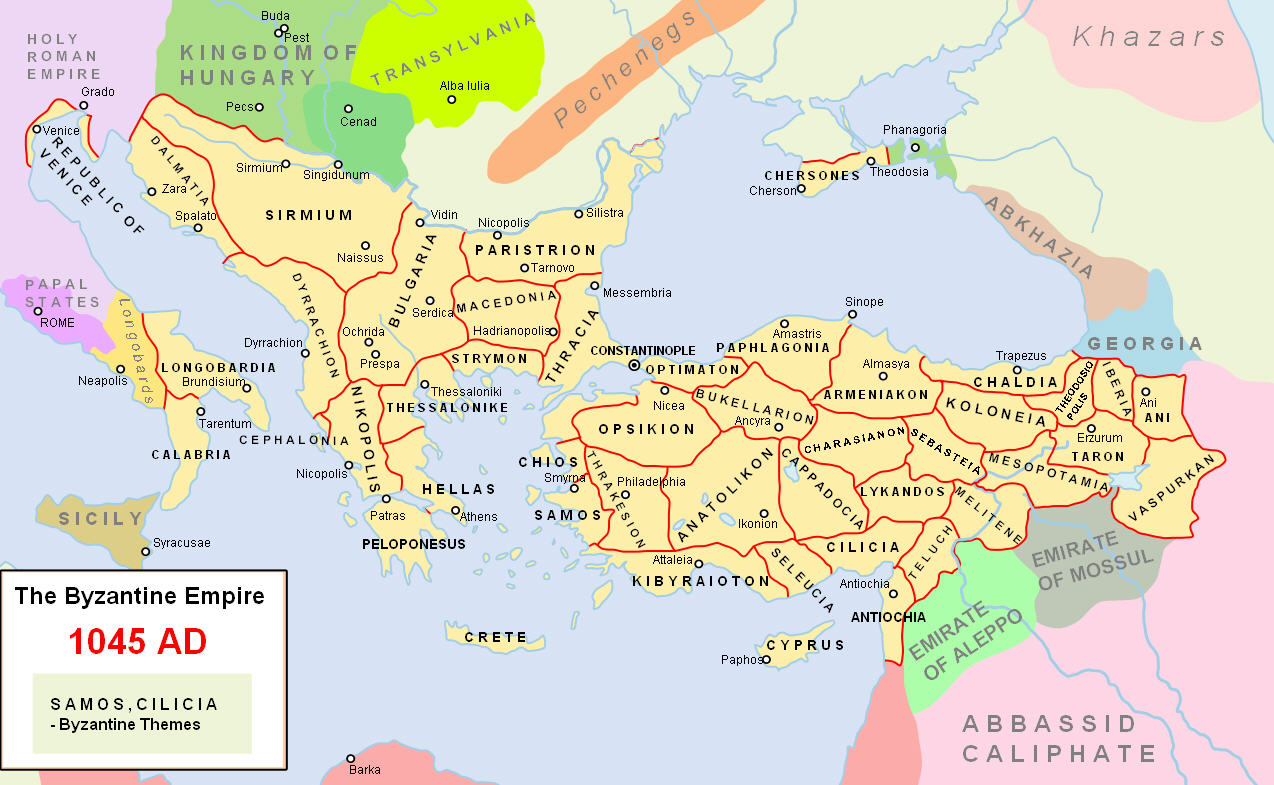 Buda
Pest
HOLY
ROMAN
EMPIRE
KINGDOM OF
HUNGARY
TRANSYLVANIA
Pechenegs
Khazars
Grado
Alba Iulia
Pecs
Cenad
Venice
REPUBLIC OF
VENICE
DALMATIA
Sirmium
Singidunum
Zara
Spalato
SIRMIUM
Naissus
Vidin
Nicopolis
Silistra
PARISTRION
Tarnovo
BULGARIA
Phanagoria
CHERSONES
Theodosia
Cherson
ABKHAZIA
PAPAL
STATES
ROME
Longobards
Neapolis
LONGOBARDIA
Brundisium
Tarentum
CALABRIA
SICILY
Syracusae
DYRRACHION
Dyrrachion
Ochrida
Prespa
Serdica
MACEDONIA
Hadrianopolis
Messembria
THRACIA
STRYMON
Thessaloniki
THESSALONIKE
NIKOPOLIS
CEPHALONIA
Nicopolis
HELLAS
Patras
Athens
PELOPONESUS
CONSTANTINOPLE
OPTIMATON
Nicea
OPSIKION
BUKELLARION
Ancyra
PAPHLAGONIA
Amastris
Sinope
Almasya
ARMENIAKON
Trapezus
CHALDIA
KOLONEIA
THEODOSIO
POLIS
IBERIA
GEORGIA
Ani
ANI
Erzurum
TARON
CHARSIANON
SEBASTEIA
MESOPOTAMIA
VASPURKAN
CHIOS
Smyrna
SAMOS
THRAKESION
Philadelphia
ANATOLIKON
Ikonion
CAPPADOCIA
LYKANDOS
MELITENE
CILICIA
TELUCH
Attaleia
KIBYRAIOTON
SELEUCIA
Antiochia
ANTIOCHIA
EMIRATE
OF MOSSUL
EMIRATE
OF ALEPPO
CRETE
CYPRUS
Paphos
ABBASSID
CALIPHATE
Barka
The Byzantine Empire
1045 AD
SAMOS, CILICIA
- Byzantine Themes